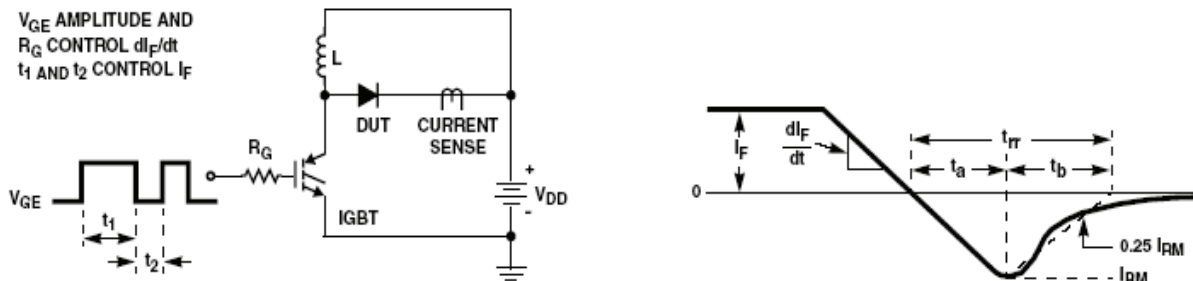 VGE AMPLITUDE AND
RG CONTROL dIF/dt
t1 AND t2 CONTROL IF
L
DUT
CURRENT
SENSE
RG
+
VDD
-
IGBT
VGE
t1
t2
IF
dIF
dt
trr
ta
tb
0
0.25 IRM
IRM